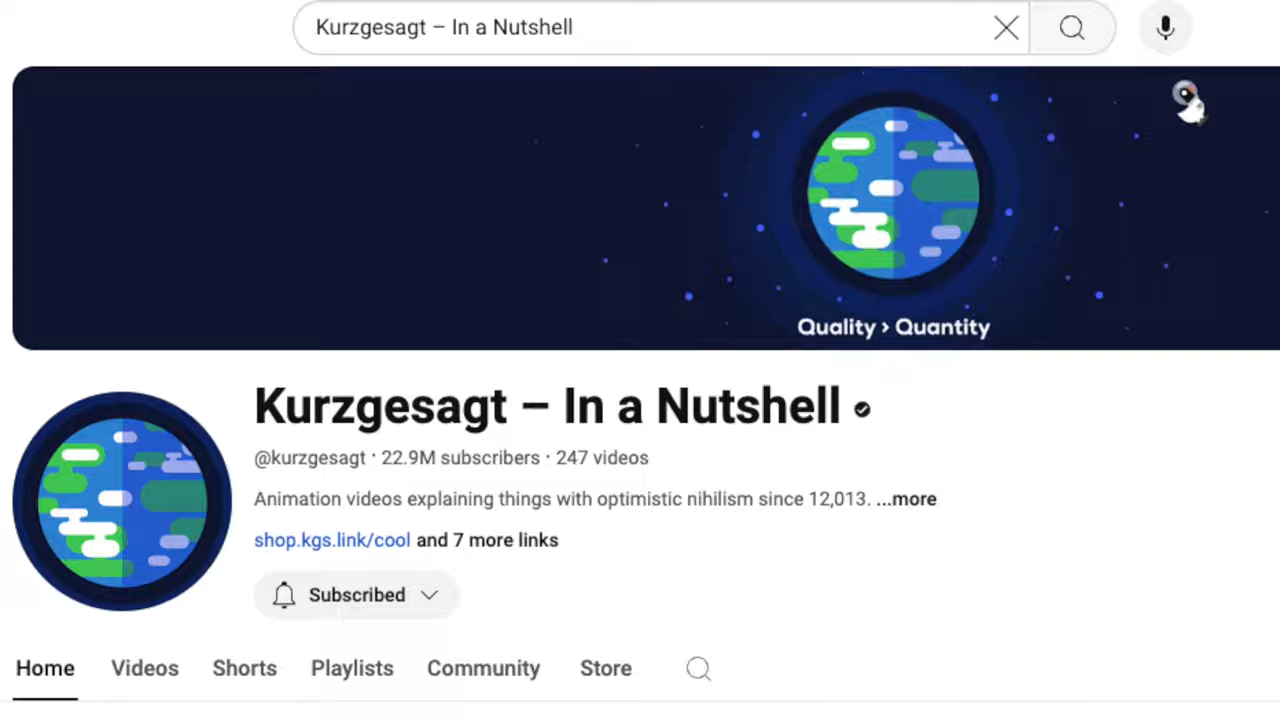 Kurzgesagt – In a Nutshell
Quality > Quantity
Kurzgesagt – In a Nutshell
@kurzgesagt · 22.9M subscribers · 247 videos
Animation videos explaining things with optimistic nihilism since 12,013. ...more
shop.kgs.link/cool and 7 more links
Subscribed
Home Videos Shorts Playlists Community Store